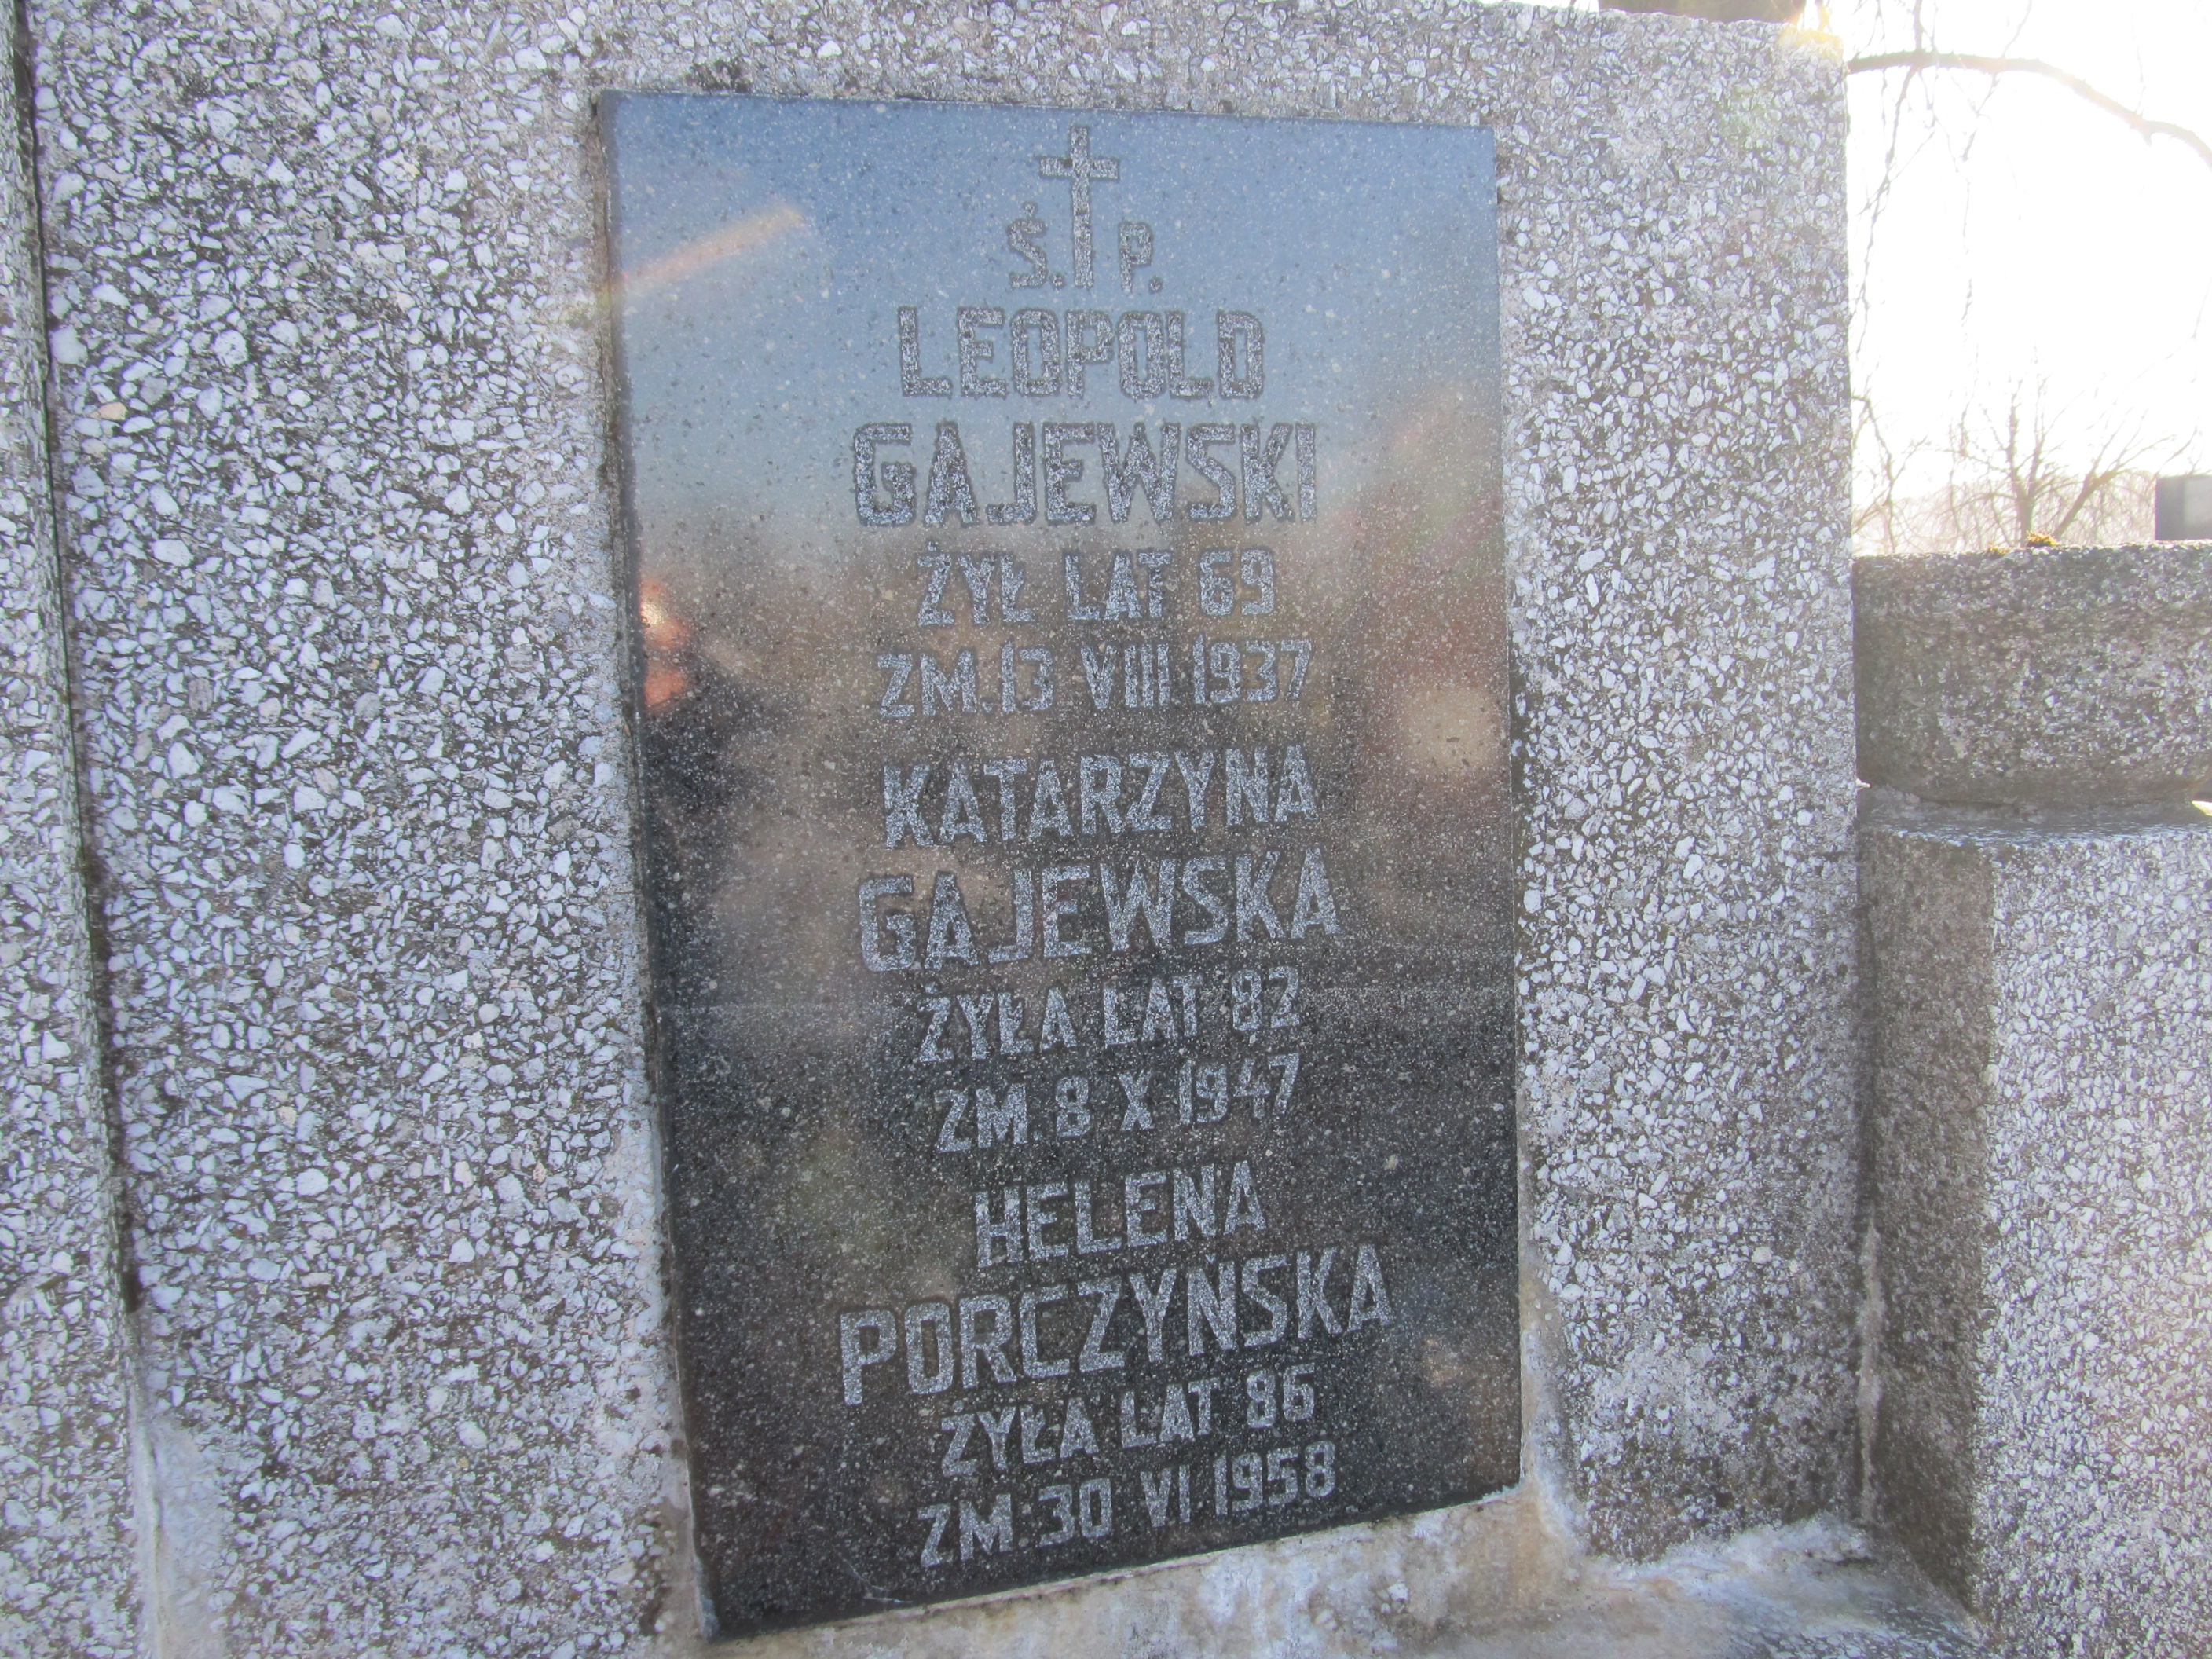 Ś. P.
LEOPOLD
GAJEWSKI
ŻYŁ LAT 69
ZM. 13 VIII 1937
KATARZYNA
GAJEWSKA
ŻYŁA LAT 82
ZM. 8 X 1947
HELENA
PORCZYŃSKA
ŻYŁA LAT 86
ZM. 30 VI 1958